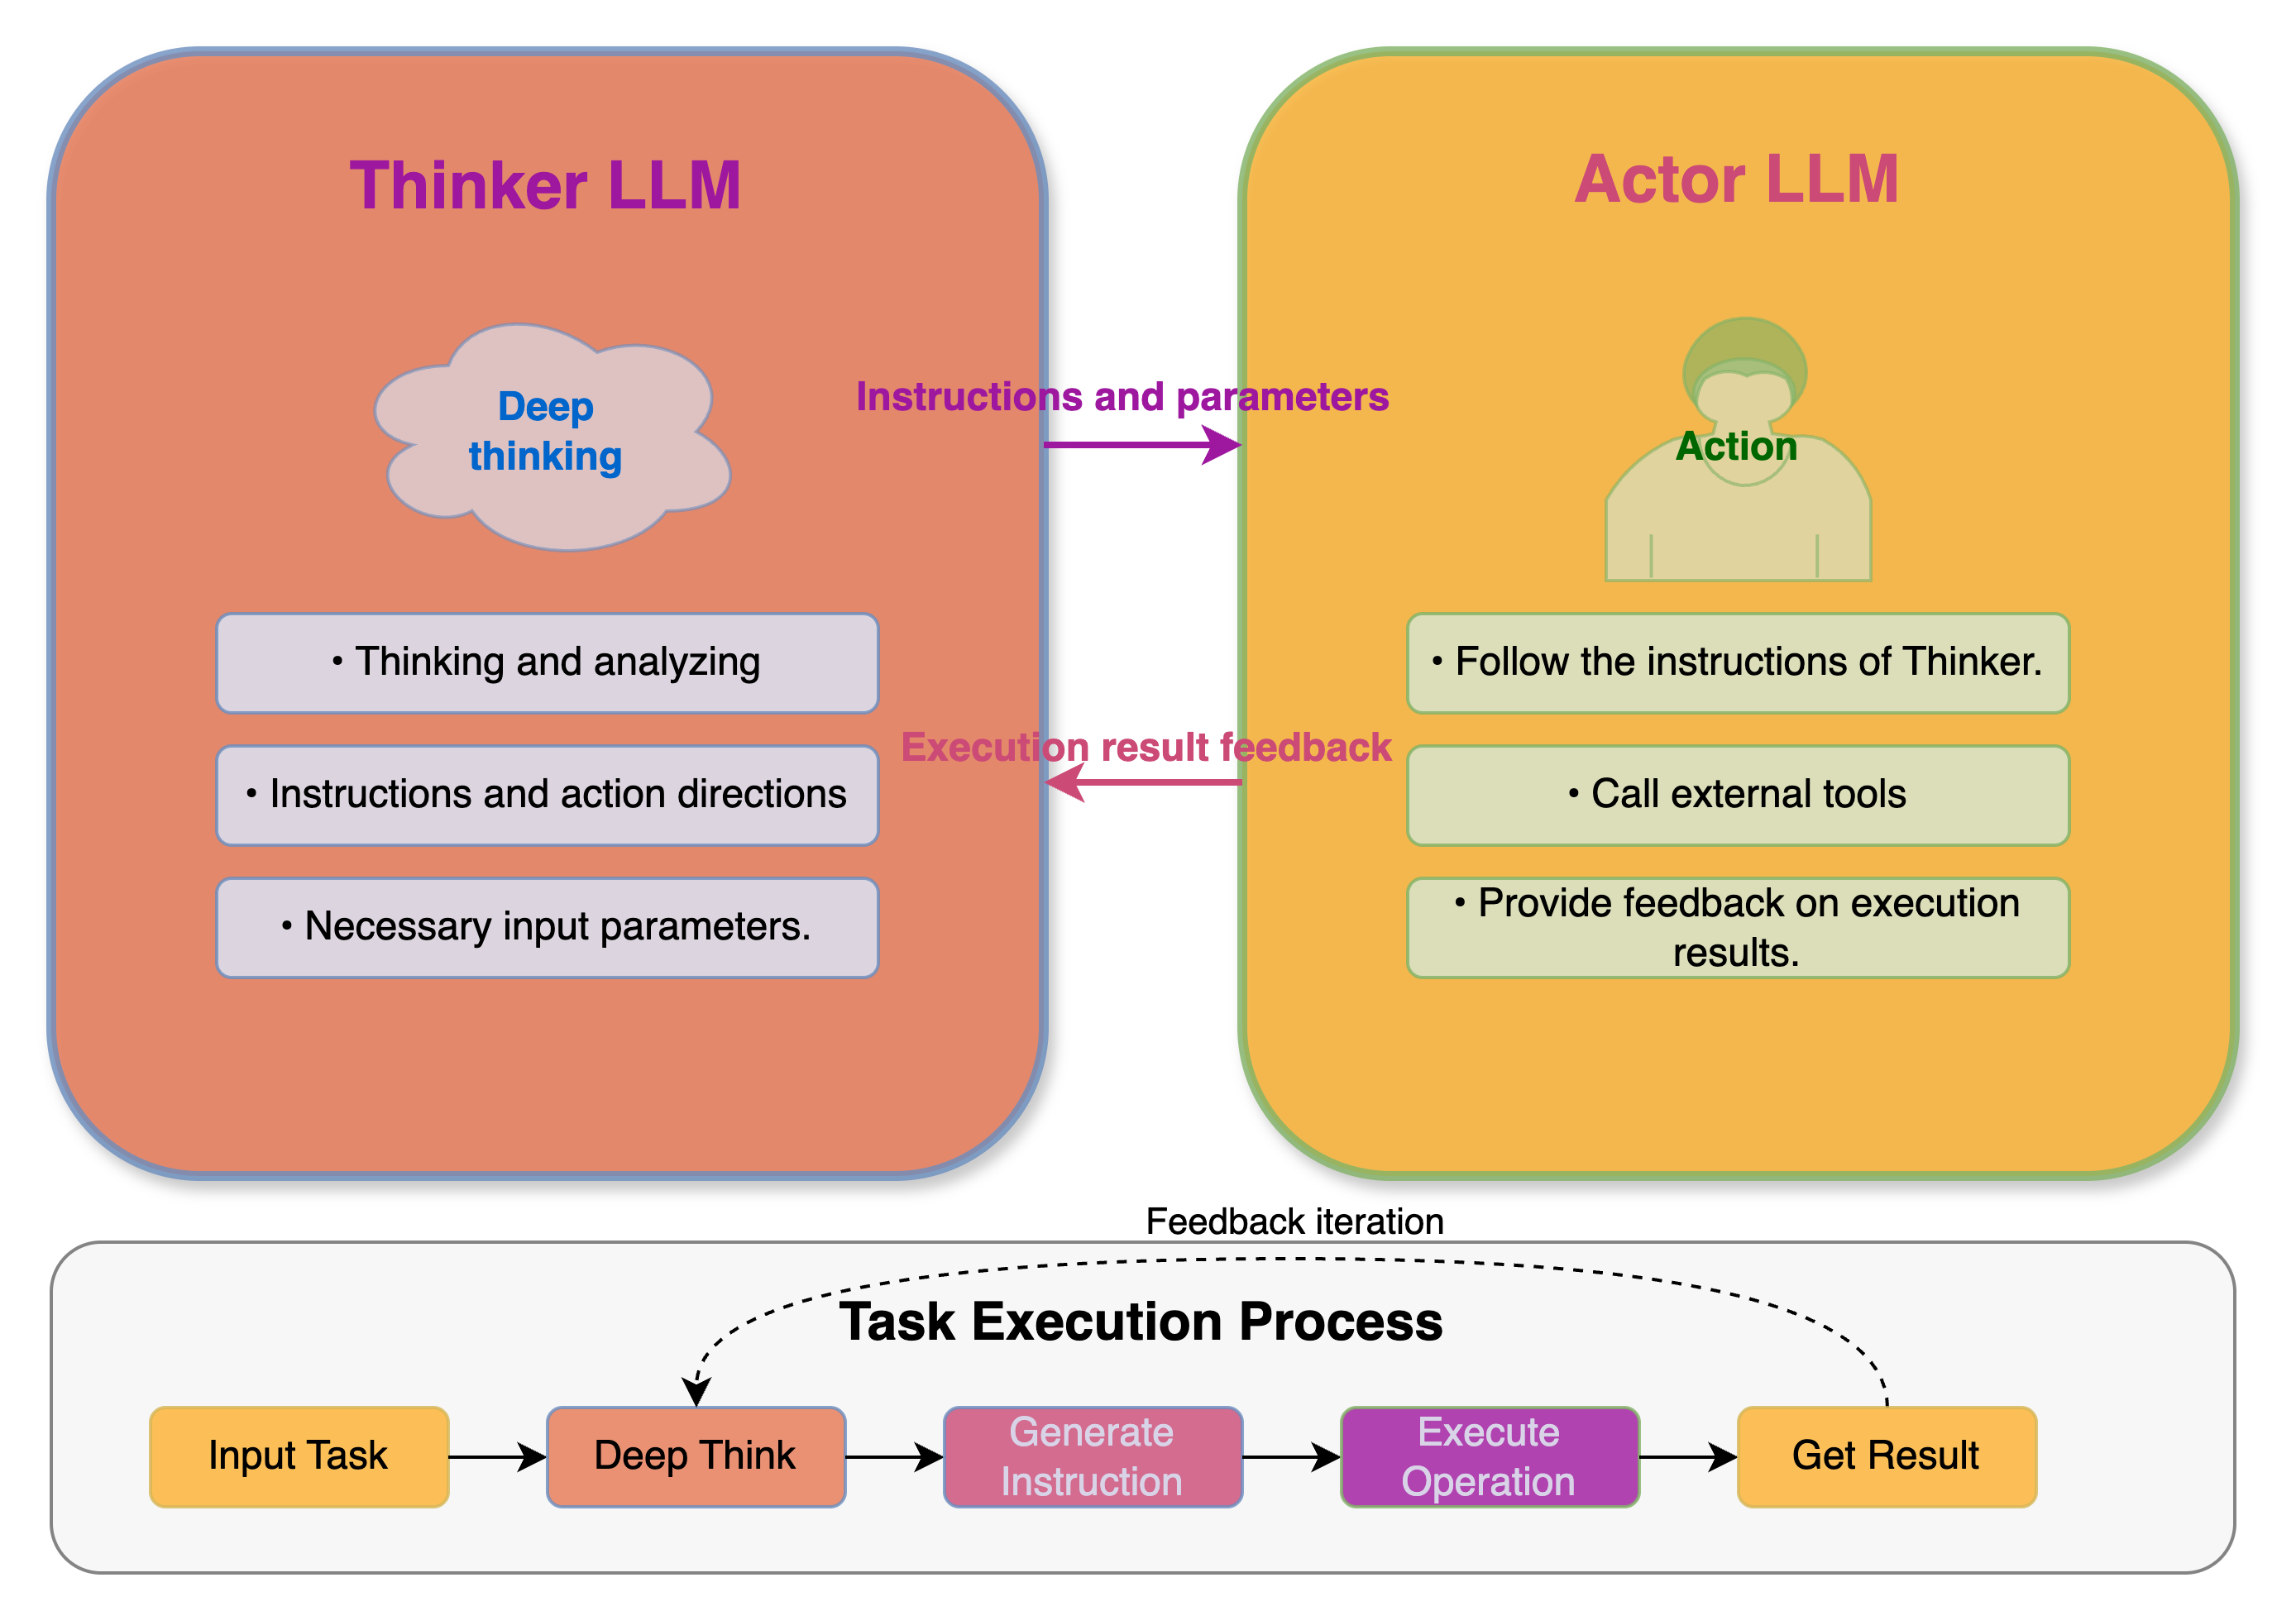 Thinker LLM
Deep
thinking
• Thinking and analyzing
• Instructions and action directions
• Necessary input parameters.
Instructions and parameters
Execution result feedback
Actor LLM
Action
• Follow the instructions of Thinker.
• Call external tools
• Provide feedback on execution
results.
Feedback iteration
Task Execution Process
Input Task
Deep Think
Generate
Instruction
Execute
Operation
Get Result